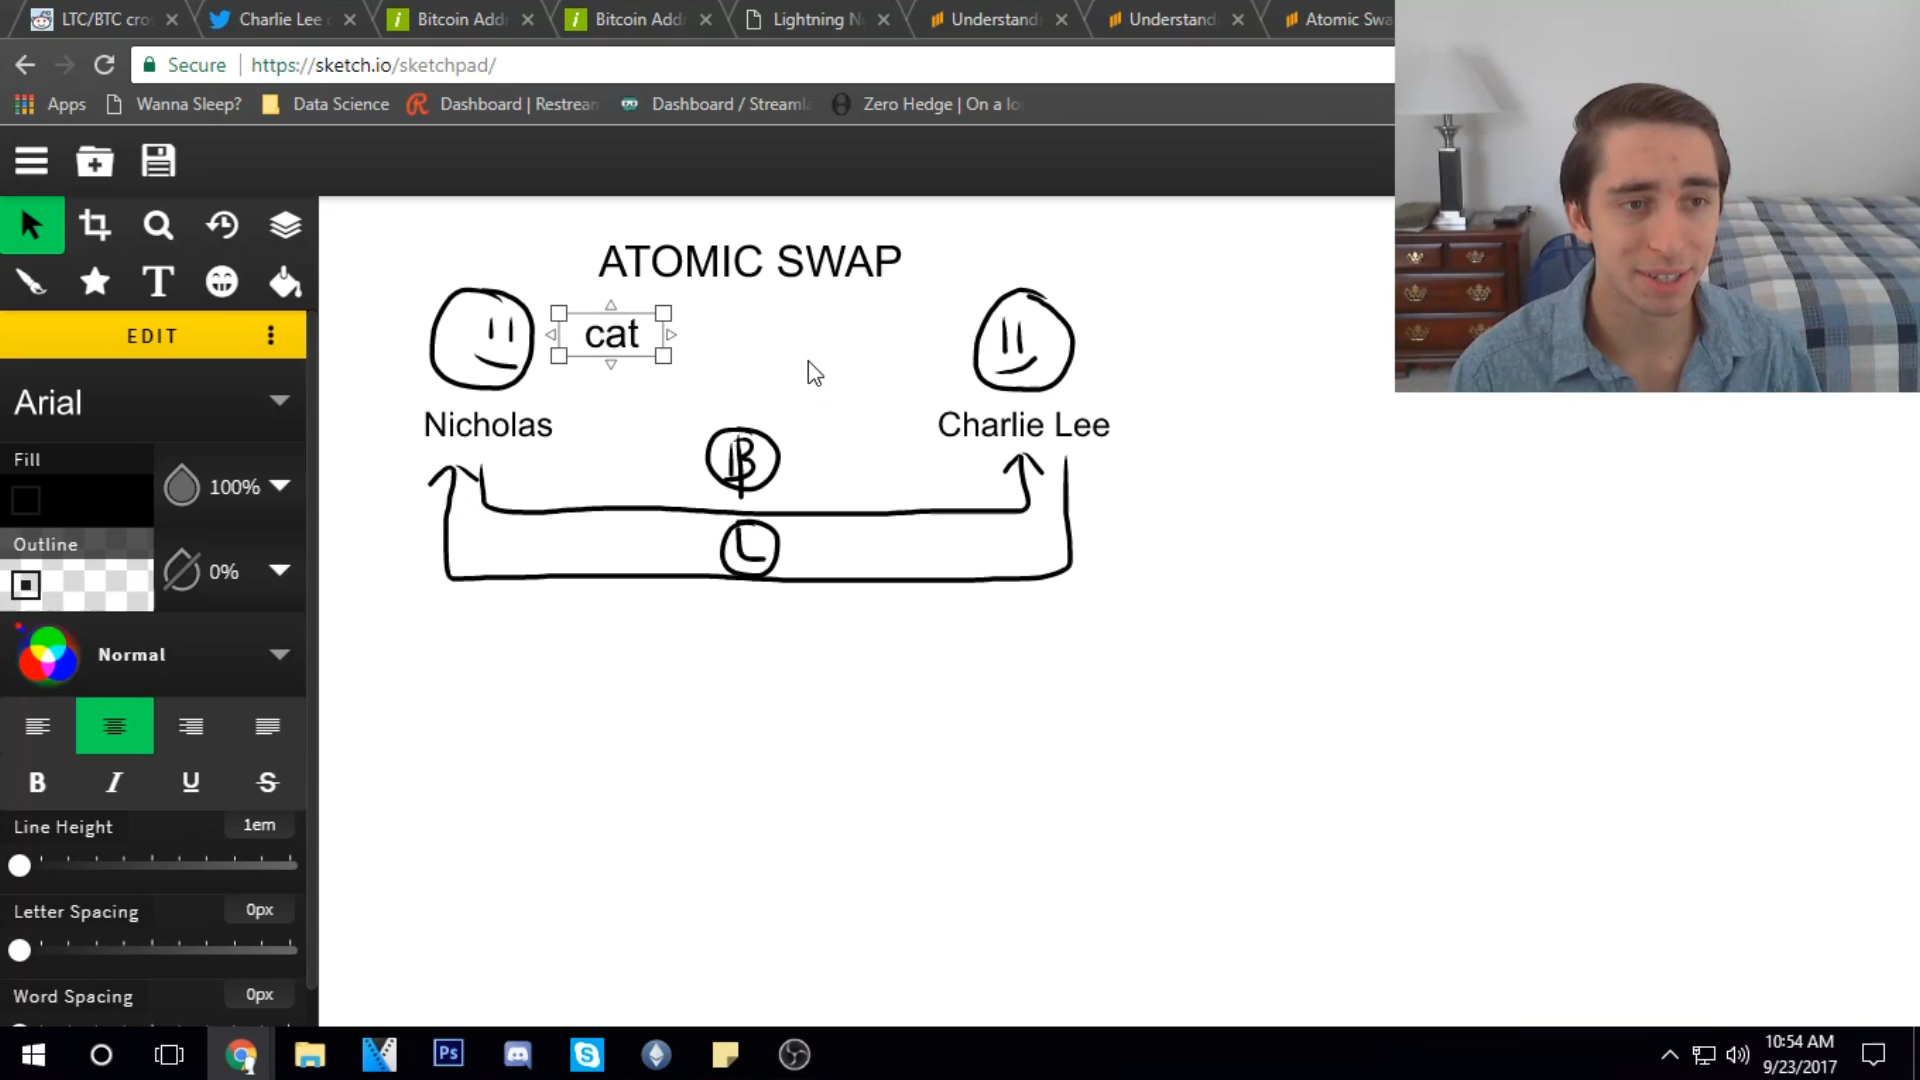 LTC/BTC cros
Charlie Lee
Bitcoin Add
Bitcoin Add
Lightning N
Understand
Understand
Atomic Swa
Secure
https://sketch.io/sketchpad/
Apps
Wanna Sleep?
Data Science
Dashboard | Restrean
Dashboard / Streamla
Zero Hedge | On a lo
T
EDIT
Arial
Fill
100%
Outline
0%
Normal
B I U S
Line Height
1em
Letter Spacing
0px
Word Spacing
0px
ATOMIC SWAP
cat
Nicholas
Charlie Lee
B
L
Ps
10:54 AM
9/23/2017